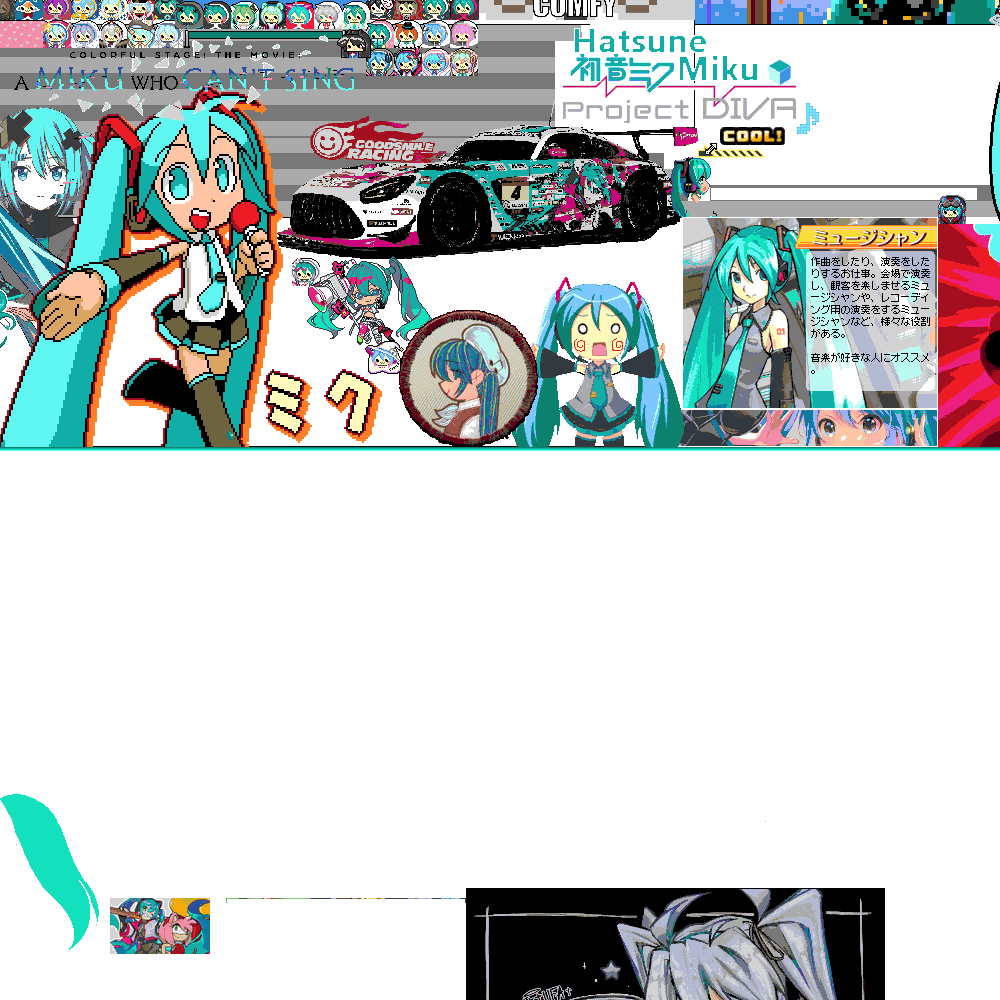 COMFY
COLORFUL STAGE! THE MOVIE:
A MIKU WHO CAN'T SING
Hatsune
初音ミク Miku
Project DIVA
COOL!
GOODSMILE
RACING
4
ミュージシャン
作曲をしたり、演奏をした
りするお仕事。会場で演奏
し、観客を楽しませるミュ
ージシャンや、レコーディ
ング用の演奏をするミュー
ジシャンなど、様々な役割
がある。
音楽が好きな人にオススメ
。
ミク